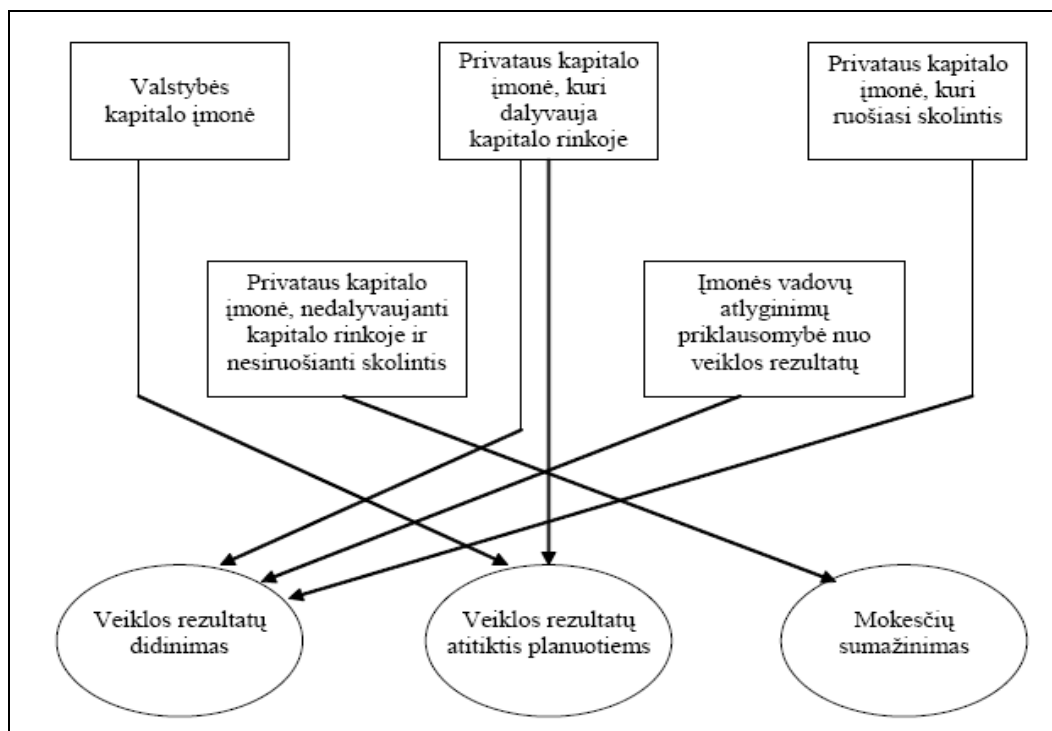 Valstybės
kapitalo įmonė
Privataus kapitalo
įmonė, kuri
dalyvauja
kapitalo rinkoje
Privataus kapitalo
įmonė, kuri
ruošiasi skolintis
Privataus kapitalo
įmonė, nedalyvaujanti
kapitalo rinkoje ir
nesiruošianti skolintis
Įmonės vadovų
atlyginimų
priklausomybė nuo
veiklos rezultatų
Veiklos rezultatų
didinimas
Veiklos rezultatų
atitiktis planuotiems
Mokesčių
sumažinimas